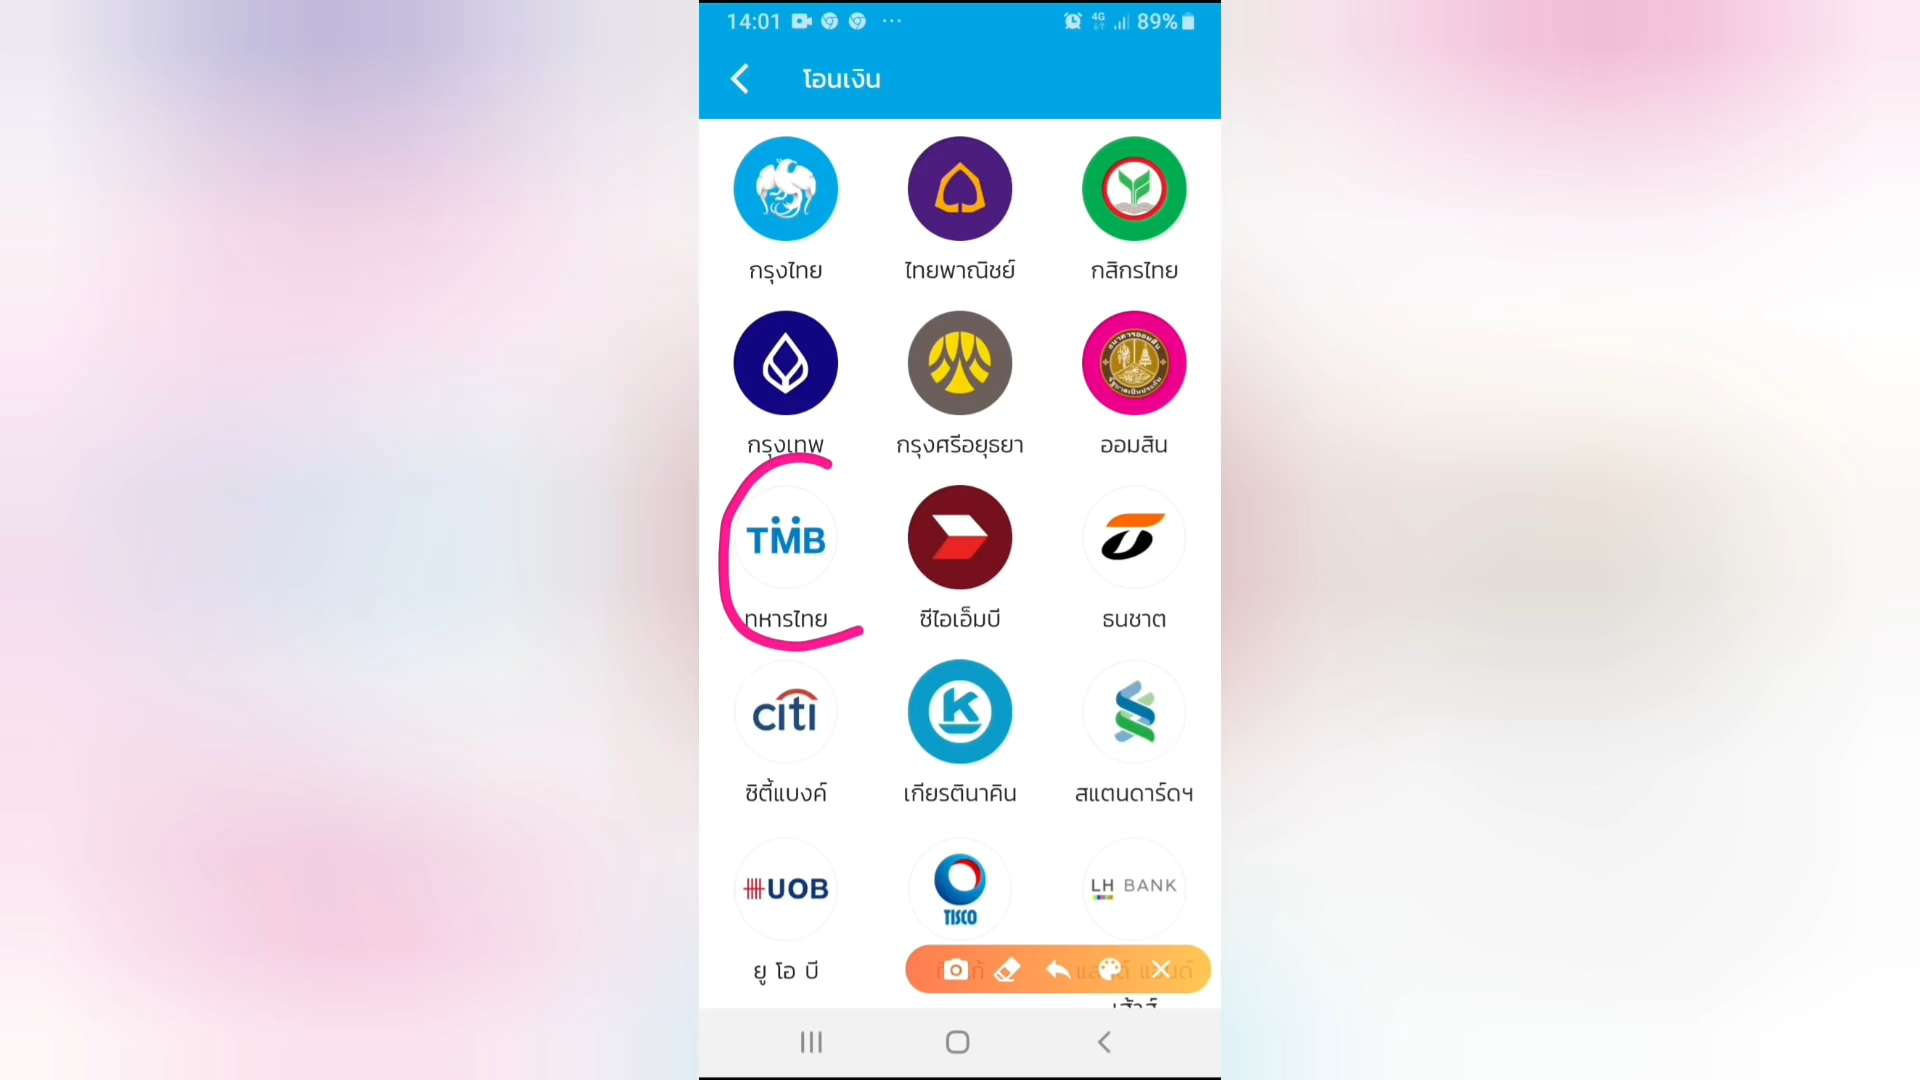 14:01 4G 89%
โอนเงิน
กรุงไทย ไทยพาณิชย์ กสิกรไทย
กรุงเทพ กรุงศรีอยุธยา ออมสิน
TMB
ทหารไทย ซีไอเอ็มบี ธนชาต
citi
ซิตี้แบงค์ เกียรตินาคิน สแตนดาร์ดฯ
UOB TISCO LH BANK
ยู โอ บี